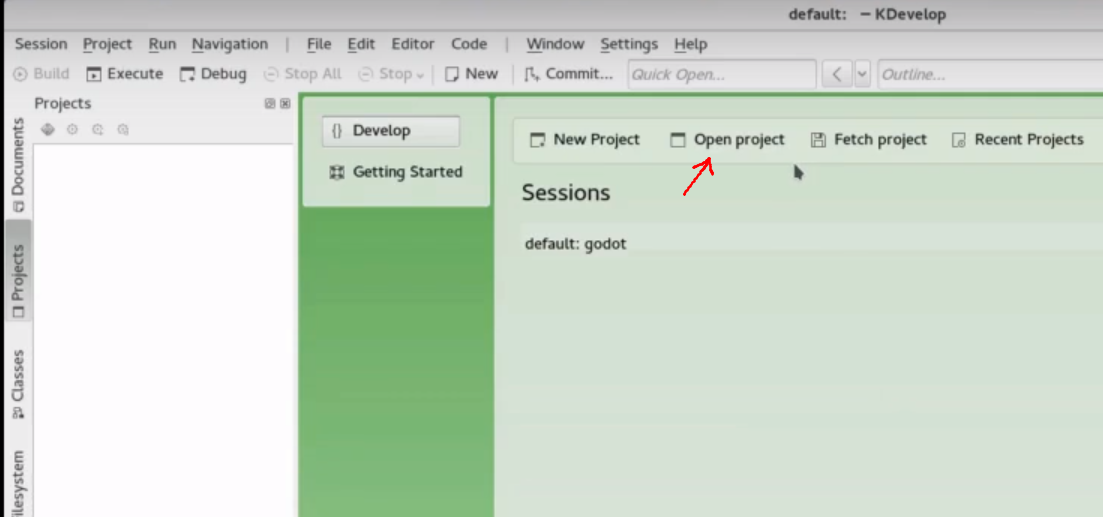 default:  – KDevelop
Session Project Run Navigation | File Edit Editor Code | Window Settings Help
Build Execute Debug Stop All Stop New Commit... Quick Open... Outline...
Projects
Documents
Projects
Classes
Develop
Getting Started
New Project Open project Fetch project Recent Projects
Sessions
default: godot